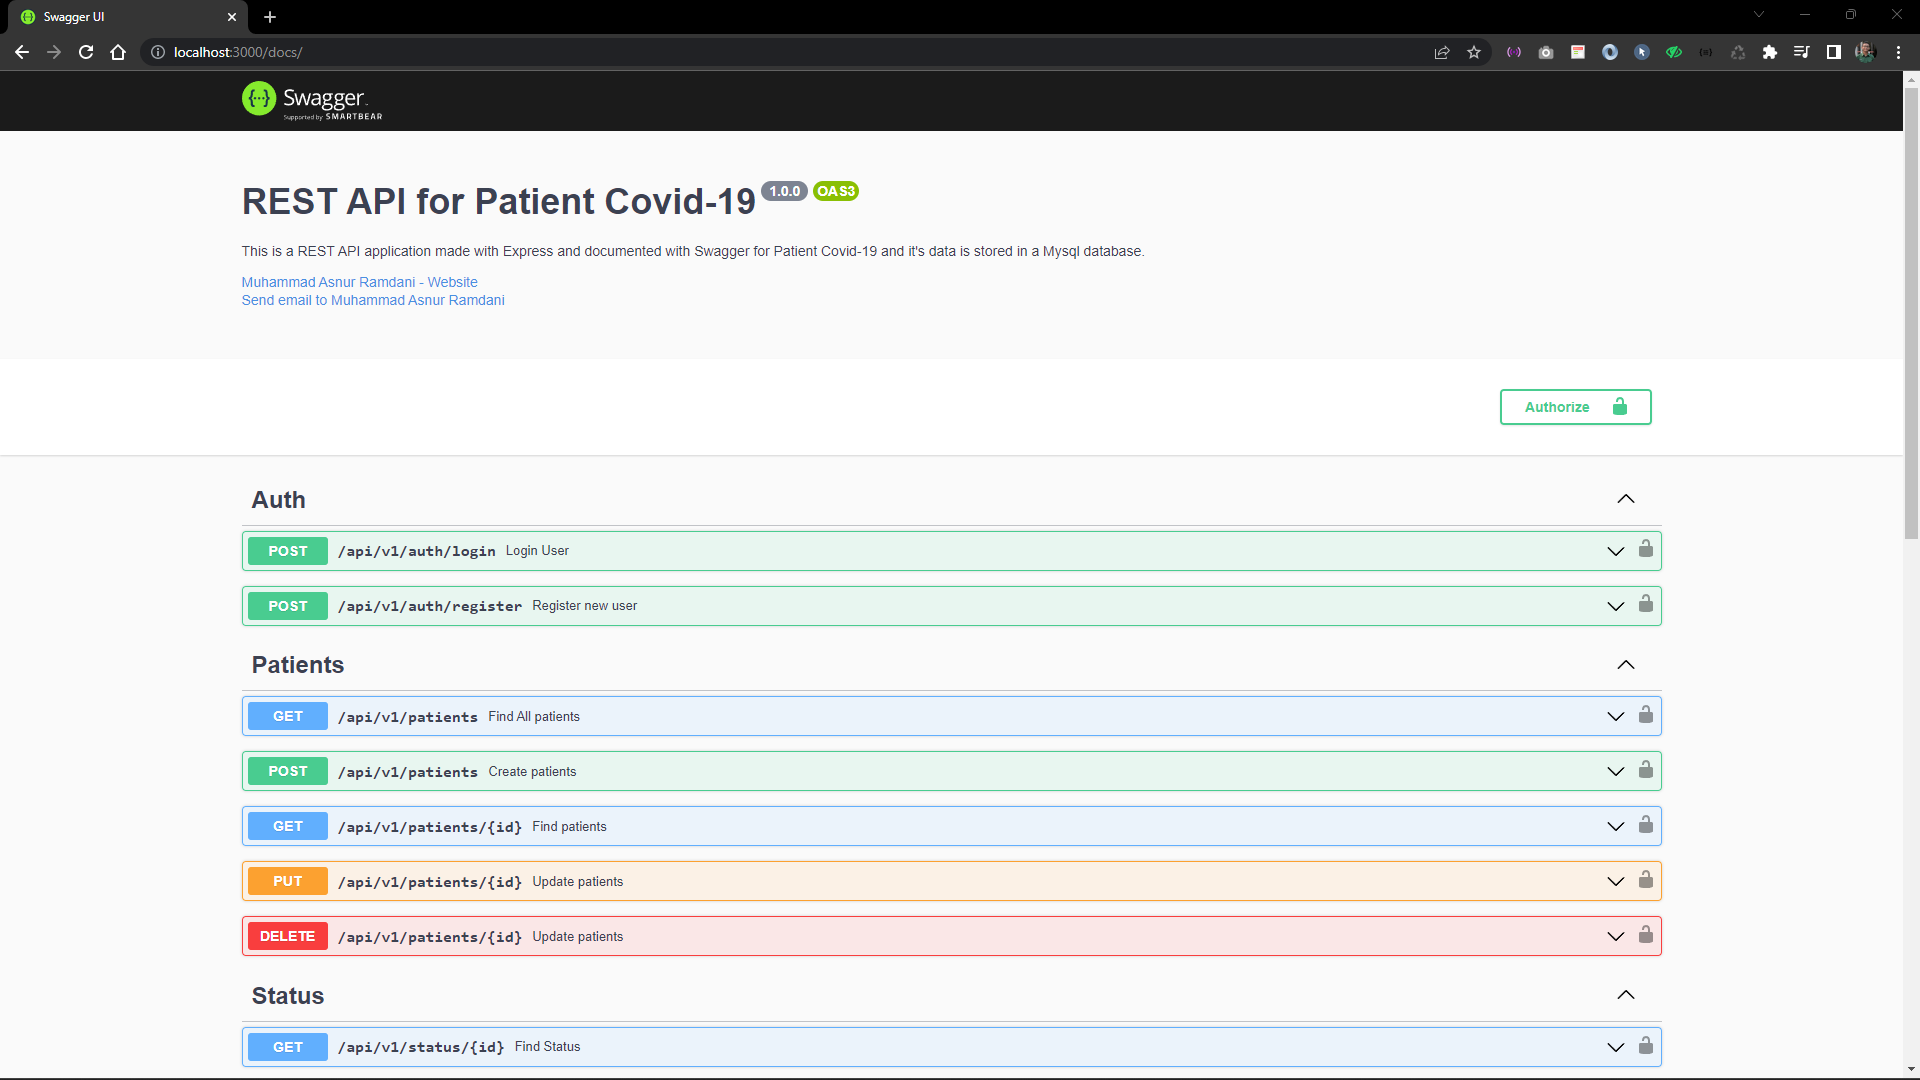 Swagger UI
localhost:3000/docs/
Swagger
Supported by SMARTBEAR
REST API for Patient Covid-19 1.0.0 OAS3
This is a REST API application made with Express and documented with Swagger for Patient Covid-19 and it's data is stored in a Mysql database.
Muhammad Asnur Ramdani - Website
Send email to Muhammad Asnur Ramdani
Authorize
Auth
POST /api/v1/auth/login Login User
POST /api/v1/auth/register Register new user
Patients
GET /api/v1/patients Find All patients
POST /api/v1/patients Create patients
GET /api/v1/patients/{id} Find patients
PUT /api/v1/patients/{id} Update patients
DELETE /api/v1/patients/{id} Update patients
Status
GET /api/v1/status/{id} Find Status